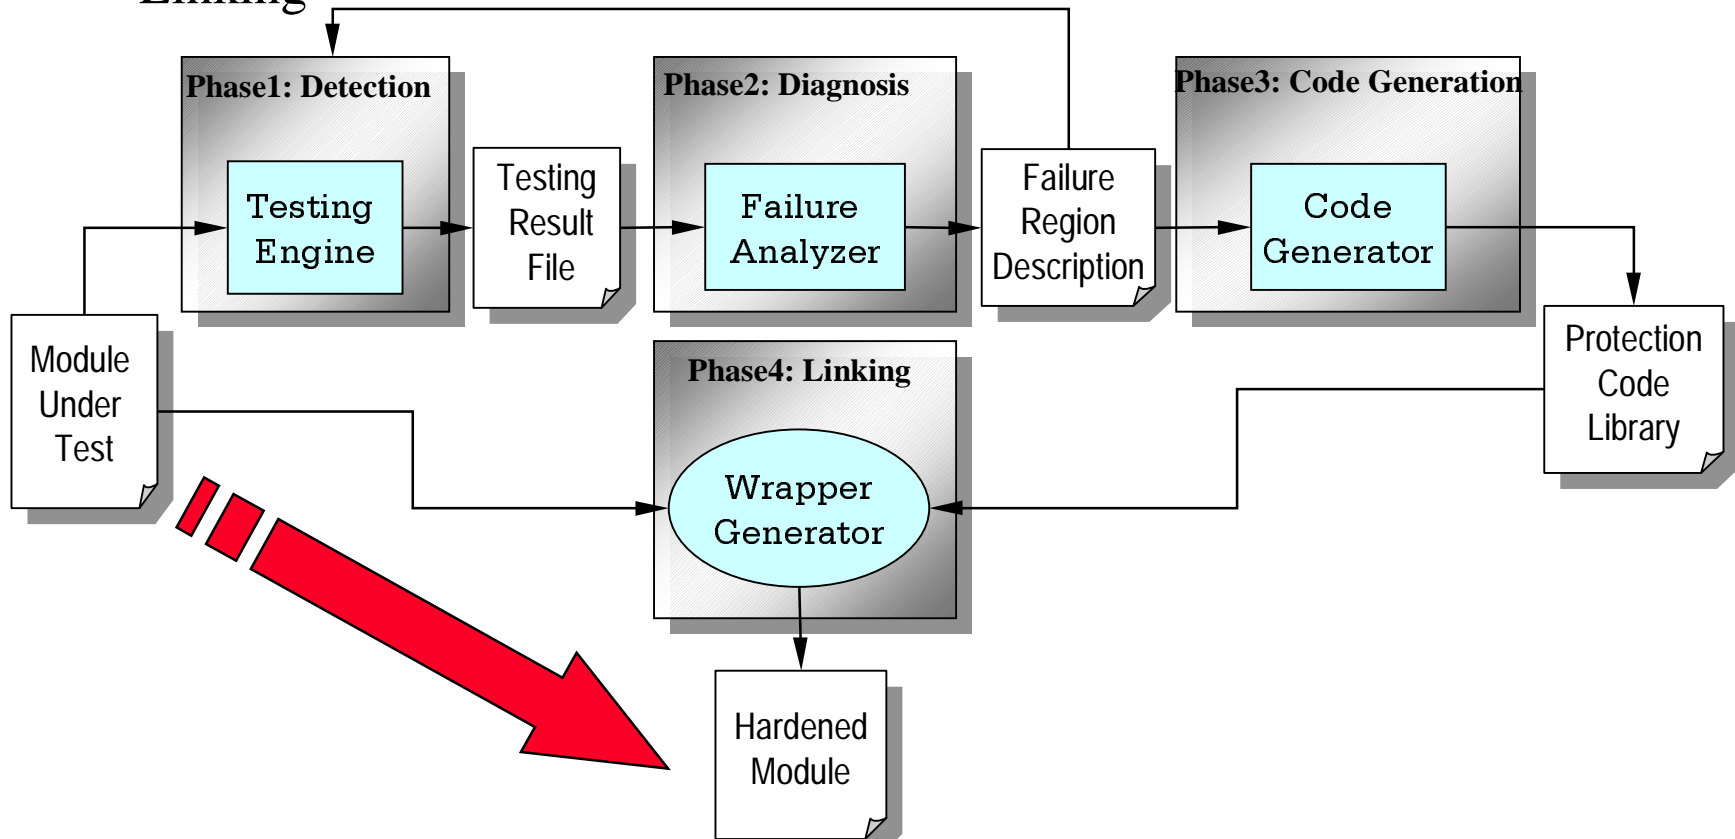 Linking
Phase1: Detection
Testing
Engine
Testing
Result
File
Phase2: Diagnosis
Failure
Analyzer
Failure
Region
Description
Phase3: Code Generation
Code
Generator
Module
Under
Test
Phase4: Linking
Wrapper
Generator
Protection
Code
Library
Hardened
Module